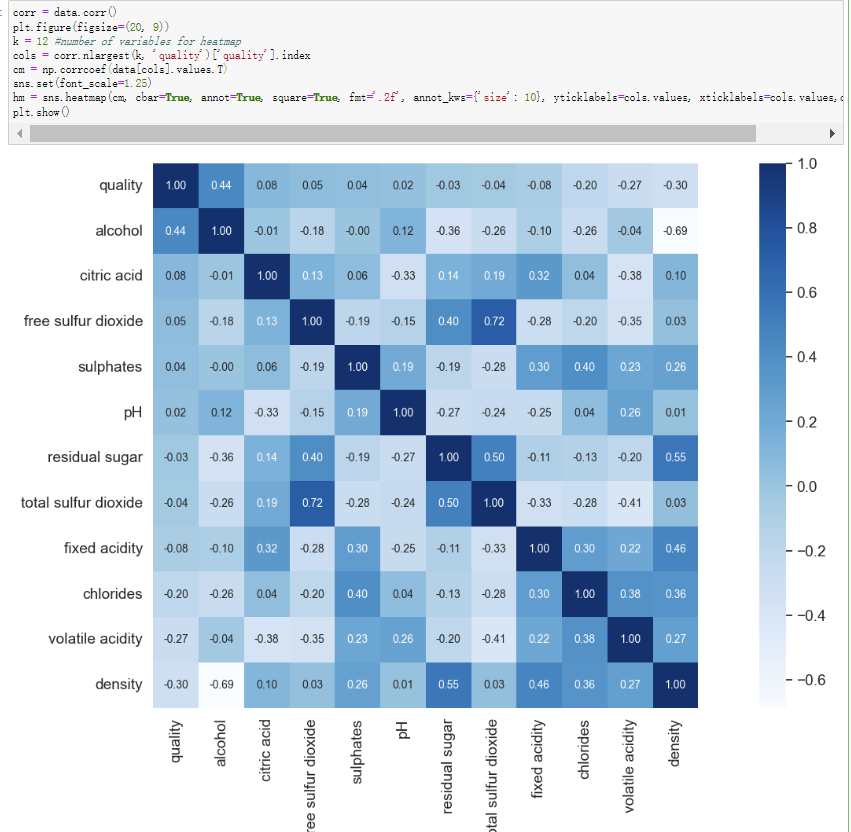 corr = data.corr()
plt.figure(figsize=(20, 9))
k = 12 #number of variables for heatmap
cols = corr.nlargest(k, 'quality')['quality'].index
cm = np.corrcoef(data[cols].values.T)
sns.set(font_scale=1.25)
hm = sns.heatmap(cm, cbar=True, annot=True, square=True, fmt='.2f', annot_kws={'size': 10}, yticklabels=cols.values, xticklabels=cols.values,
plt.show()
quality 1.00 0.44 0.08 0.05 0.04 0.02 -0.03 -0.04 -0.08 -0.20 -0.27 -0.30
alcohol 0.44 1.00 -0.01 -0.18 -0.00 0.12 -0.36 -0.26 -0.10 -0.26 -0.04 -0.69
citric acid 0.08 -0.01 1.00 0.13 0.06 -0.33 0.14 0.19 0.32 0.04 -0.38 0.10
free sulfur dioxide 0.05 -0.18 0.13 1.00 -0.19 -0.15 0.40 0.72 -0.28 -0.20 -0.35 0.03
sulphates 0.04 -0.00 0.06 -0.19 1.00 0.19 -0.19 -0.28 0.30 0.40 0.23 0.26
pH 0.02 0.12 -0.33 -0.15 0.19 1.00 -0.27 -0.24 -0.25 0.04 0.26 0.01
residual sugar -0.03 -0.36 0.14 0.40 -0.19 -0.27 1.00 0.50 -0.11 -0.13 -0.20 0.55
total sulfur dioxide -0.04 -0.26 0.19 0.72 -0.28 -0.24 0.50 1.00 -0.33 -0.28 -0.41 0.03
fixed acidity -0.08 -0.10 0.32 -0.28 0.30 -0.25 -0.11 -0.33 1.00 0.30 0.22 0.46
chlorides -0.20 -0.26 0.04 -0.20 0.40 0.04 -0.13 -0.28 0.30 1.00 0.38 0.36
volatile acidity -0.27 -0.04 -0.38 -0.35 0.23 0.26 -0.20 -0.41 0.22 0.38 1.00 0.27
density -0.30 -0.69 0.10 0.03 0.26 0.01 0.55 0.03 0.46 0.36 0.27 1.00
quality
alcohol
citric acid
ree sulfur dioxide
sulphates
pH
residual sugar
otal sulfur dioxide
fixed acidity
chlorides
volatile acidity
density
1.0
0.8
0.6
0.4
0.2
0.0
−0.2
−0.4
−0.6